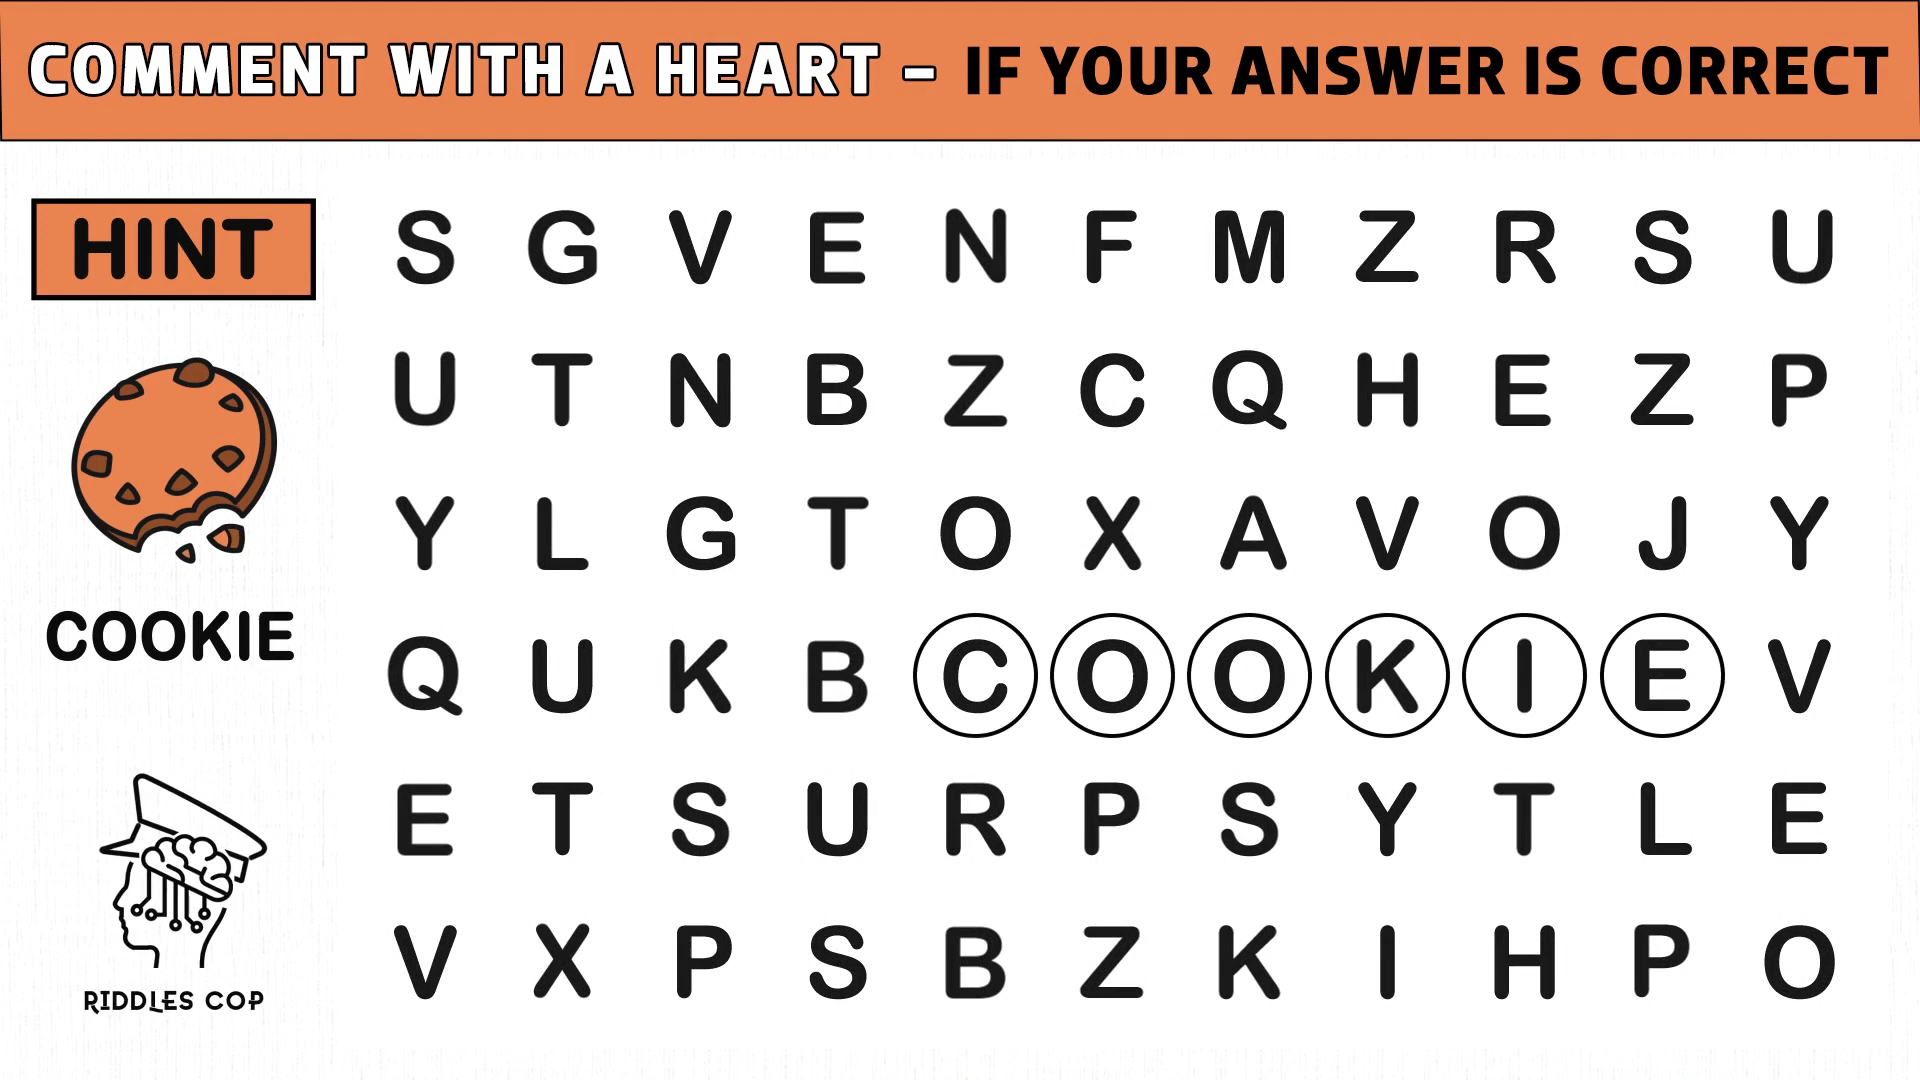 COMMENT WITH A HEART – IF YOUR ANSWER IS CORRECT
HINT
COOKIE
RIDDLES COP
S G V E N F M Z R S U
U T N B Z C Q H E Z P
Y L G T O X A V O J Y
Q U K B C O O K I E V
E T S U R P S Y T L E
V X P S B Z K I H P O